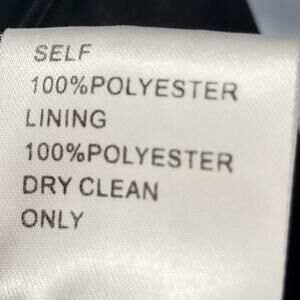 SELF
100%POLYESTER
LINING
100%POLYESTER
DRY CLEAN
ONLY